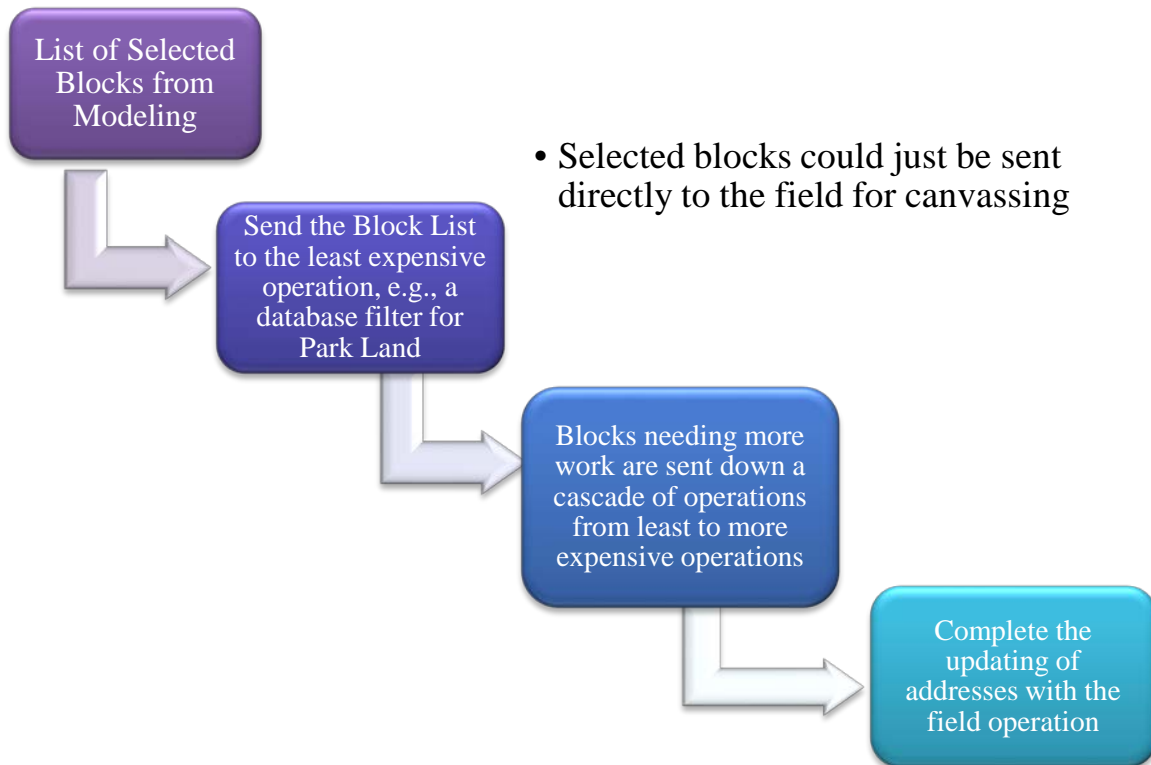 List of Selected
Blocks from
Modeling
• Selected blocks could just be sent
directly to the field for canvassing
Send the Block List
to the least expensive
operation, e.g., a
database filter for
Park Land
Blocks needing more
work are sent down a
cascade of operations
from least to more
expensive operations
Complete the
updating of
addresses with the
field operation